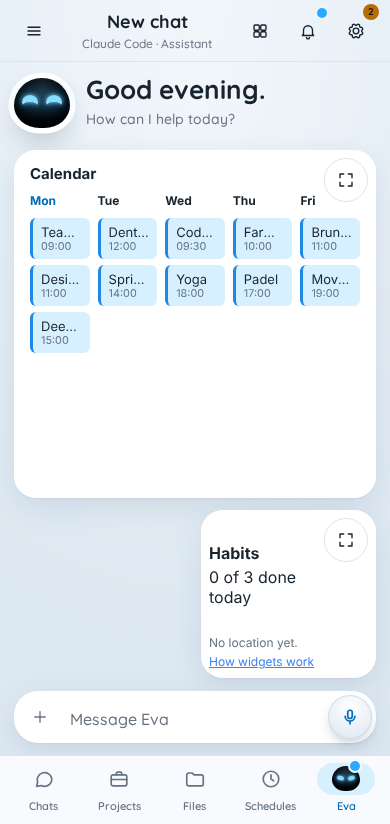 New chat
2
Claude Code · Assistant
Good evening.
How can I help today?
Calendar
Mon Tue Wed Thu Fri
Tea... Dent... Cod... Far... Brun...
09:00 12:00 09:30 10:00 11:00
Desi... Spri... Yoga Padel Mov...
11:00 14:00 18:00 17:00 19:00
Dee...
15:00
Habits
0 of 3 done
today
No location yet.
How widgets work
Message Eva
Chats Projects Files Schedules Eva